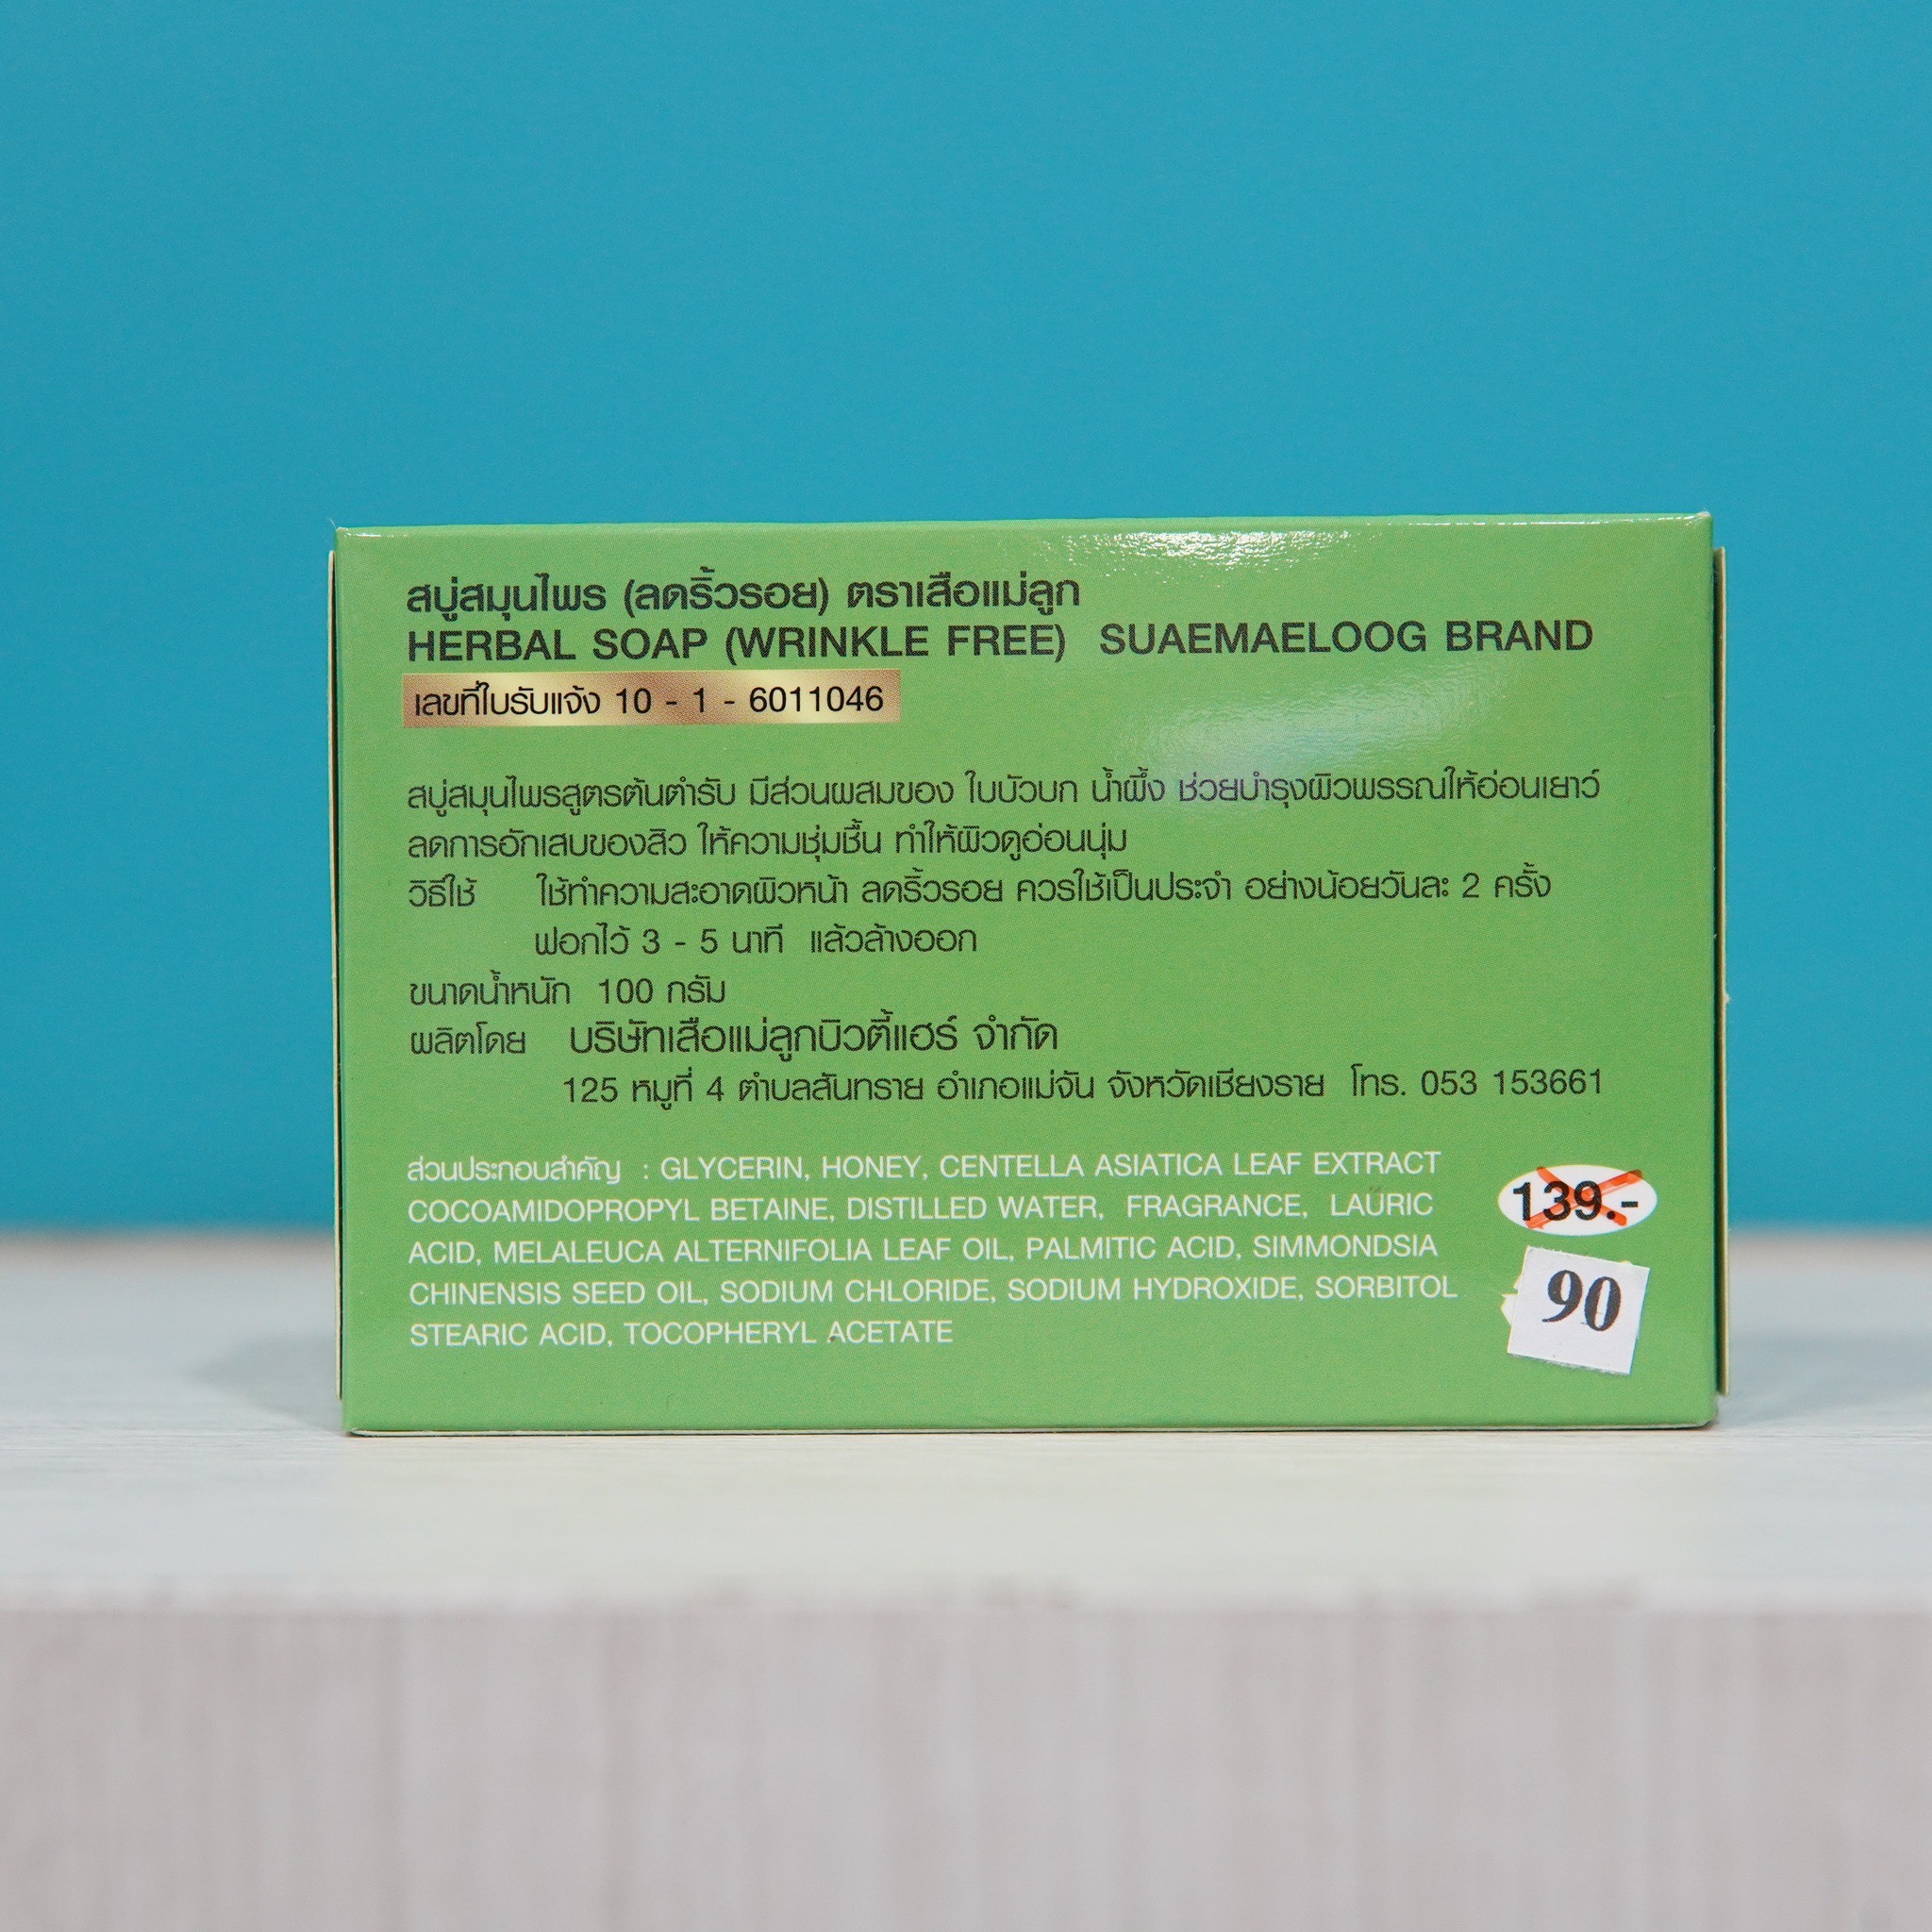 สบู่สมุนไพร (ลดริ้วรอย) ตราเสือแม่ลูก
HERBAL SOAP (WRINKLE FREE) SUAEMAELOOG BRAND
เลขที่ใบรับแจ้ง 10 - 1 - 6011046
สบู่สมุนไพรสูตรต้นตำรับ มีส่วนผสมของ ใบบัวบก น้ำผึ้ง ช่วยบำรุงผิวพรรณให้อ่อนเยาว์
ลดการอักเสบของสิว ให้ความชุ่มชื้น ทำให้ผิวดูอ่อนนุ่ม
วิธีใช้ ใช้ทำความสะอาดผิวหน้า ลดริ้วรอย ควรใช้เป็นประจำ อย่างน้อยวันละ 2 ครั้ง
ฟอกไว้ 3 - 5 นาที แล้วล้างออก
ขนาดน้ำหนัก 100 กรัม
ผลิตโดย บริษัทเสือแม่ลูกบิวตี้แฮร์ จำกัด
125 หมูที่ 4 ตำบลสันทราย อำเภอแม่จัน จังหวัดเชียงราย โทร. 053 153661
ส่วนประกอบสำคัญ : GLYCERIN, HONEY, CENTELLA ASIATICA LEAF EXTRACT
COCOAMIDOPROPYL BETAINE, DISTILLED WATER, FRAGRANCE, LAURIC
ACID, MELALEUCA ALTERNIFOLIA LEAF OIL, PALMITIC ACID, SIMMONDSIA
CHINENSIS SEED OIL, SODIUM CHLORIDE, SODIUM HYDROXIDE, SORBITOL
STEARIC ACID, TOCOPHERYL ACETATE
139.-
90